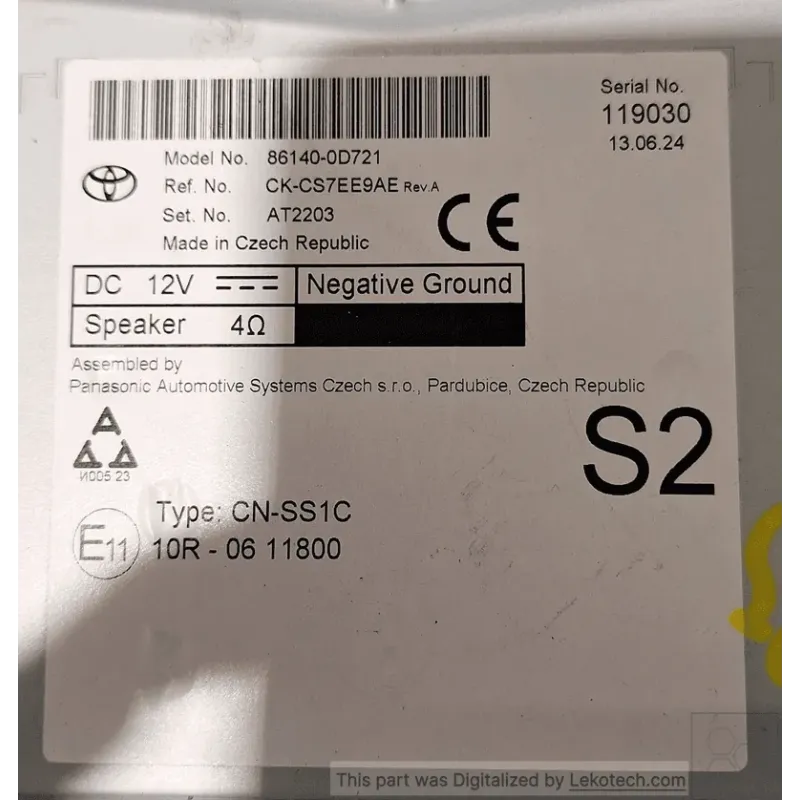 Serial No.
119030
13.06.24
Model No. 86140-0D721
Ref. No. CK-CS7EE9AE Rev.A
Set. No. AT2203
Made in Czech Republic
CE
DC 12V Negative Ground
Speaker 4Ω
Assembled by
Panasonic Automotive Systems Czech s.r.o., Pardubice, Czech Republic
И005 23
S2
Type: CN-SS1C
E11 10R - 06 11800
This part was Digitalized by Lekotech.com